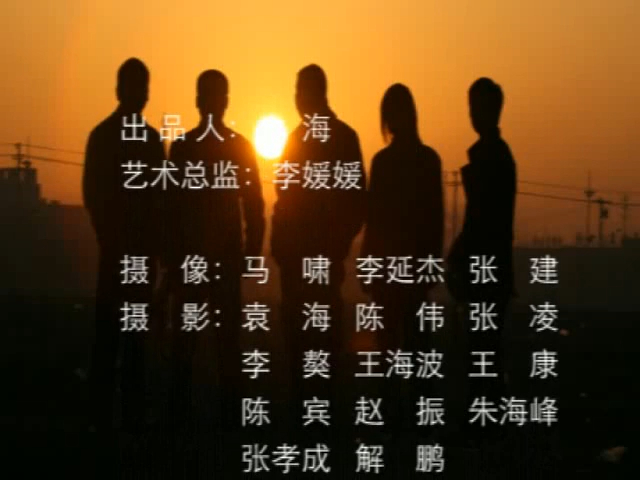 出 品 人： 海
艺术总监：李媛媛
摄 像：马 啸 李延杰 张 建
摄 影：袁 海 陈 伟 张 凌
李 獒 王海波 王 康
陈 宾 赵 振 朱海峰
张孝成 解 鹏